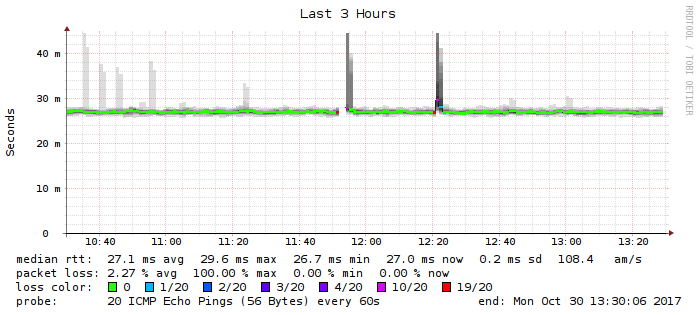 Last 3 Hours
RRDTOOL / TOBI OETIKER
Seconds
40 m
30 m
20 m
10 m
0
10:40 11:00 11:20 11:40 12:00 12:20 12:40 13:00 13:20
median rtt: 27.1 ms avg 29.6 ms max 26.7 ms min 27.0 ms now 0.2 ms sd 108.4 am/s
packet loss: 2.27 % avg 100.00 % max 0.00 % min 0.00 % now
loss color: 0 1/20 2/20 3/20 4/20 10/20 19/20
probe: 20 ICMP Echo Pings (56 Bytes) every 60s end: Mon Oct 30 13:30:06 2017